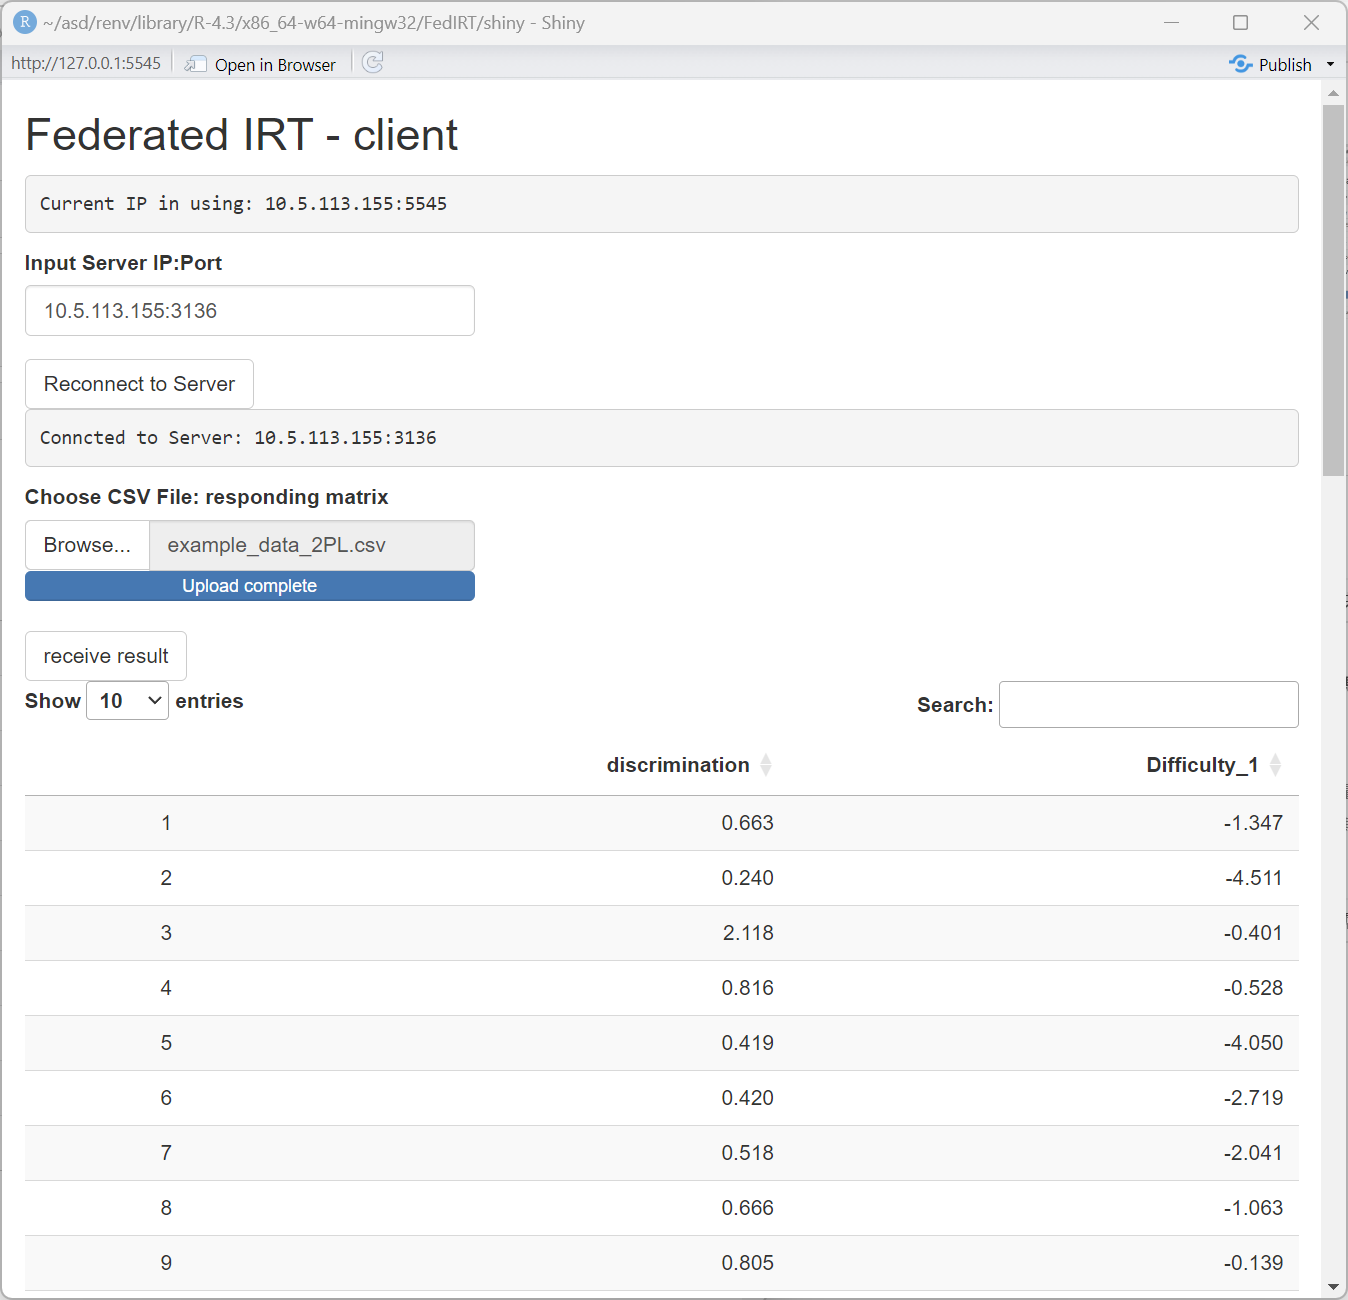 R ~/asd/renv/library/R-4.3/x86_64-w64-mingw32/FedIRT/shiny - Shiny
http://127.0.0.1:5545 Open in Browser Publish
Federated IRT - client
Current IP in using: 10.5.113.155:5545
Input Server IP:Port
10.5.113.155:3136
Reconnect to Server
Conncted to Server: 10.5.113.155:3136
Choose CSV File: responding matrix
Browse... example_data_2PL.csv
Upload complete
receive result
Show 10 entries Search:
discrimination Difficulty_1
1 0.663 -1.347
2 0.240 -4.511
3 2.118 -0.401
4 0.816 -0.528
5 0.419 -4.050
6 0.420 -2.719
7 0.518 -2.041
8 0.666 -1.063
9 0.805 -0.139